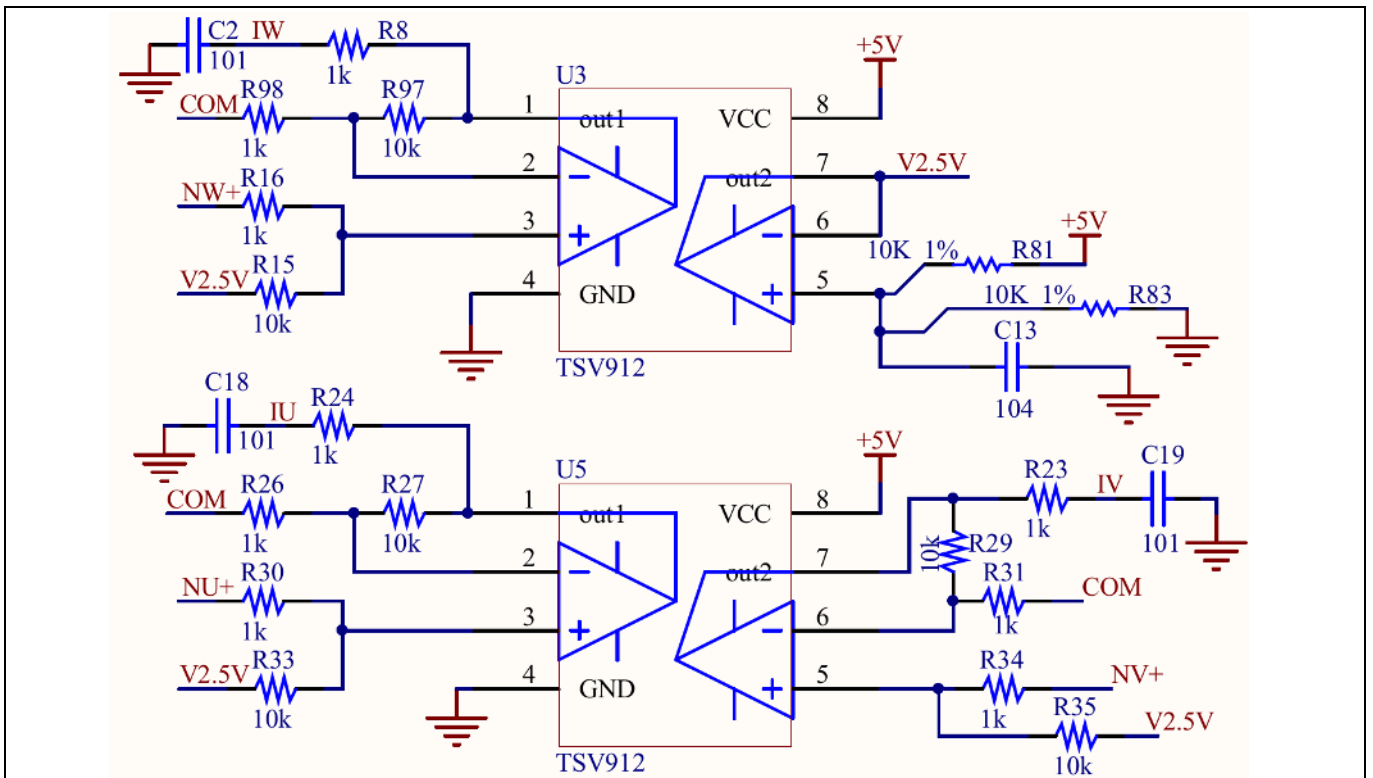 C2 IW R8
101
1k
+5V
U3
COM R98 R97
1k 10k
1 out1 VCC 8
2 out2 7 V2.5V
NW+ R16
1k
3 6
+5V
10K 1% R81
V2.5V R15
10k
4 GND 5
10K 1% R83
C13
104
TSV912
C18 IU R24
101
1k
+5V
U5
COM R26 R27
1k 10k
1 out1 VCC 8
R23 IV C19
1k 101
10k R29
2 out2 7
NU+ R30
1k
R31 COM
1k
3 6
V2.5V R33
10k
4 GND 5
R34 NV+
1k
R35 V2.5V
10k
TSV912